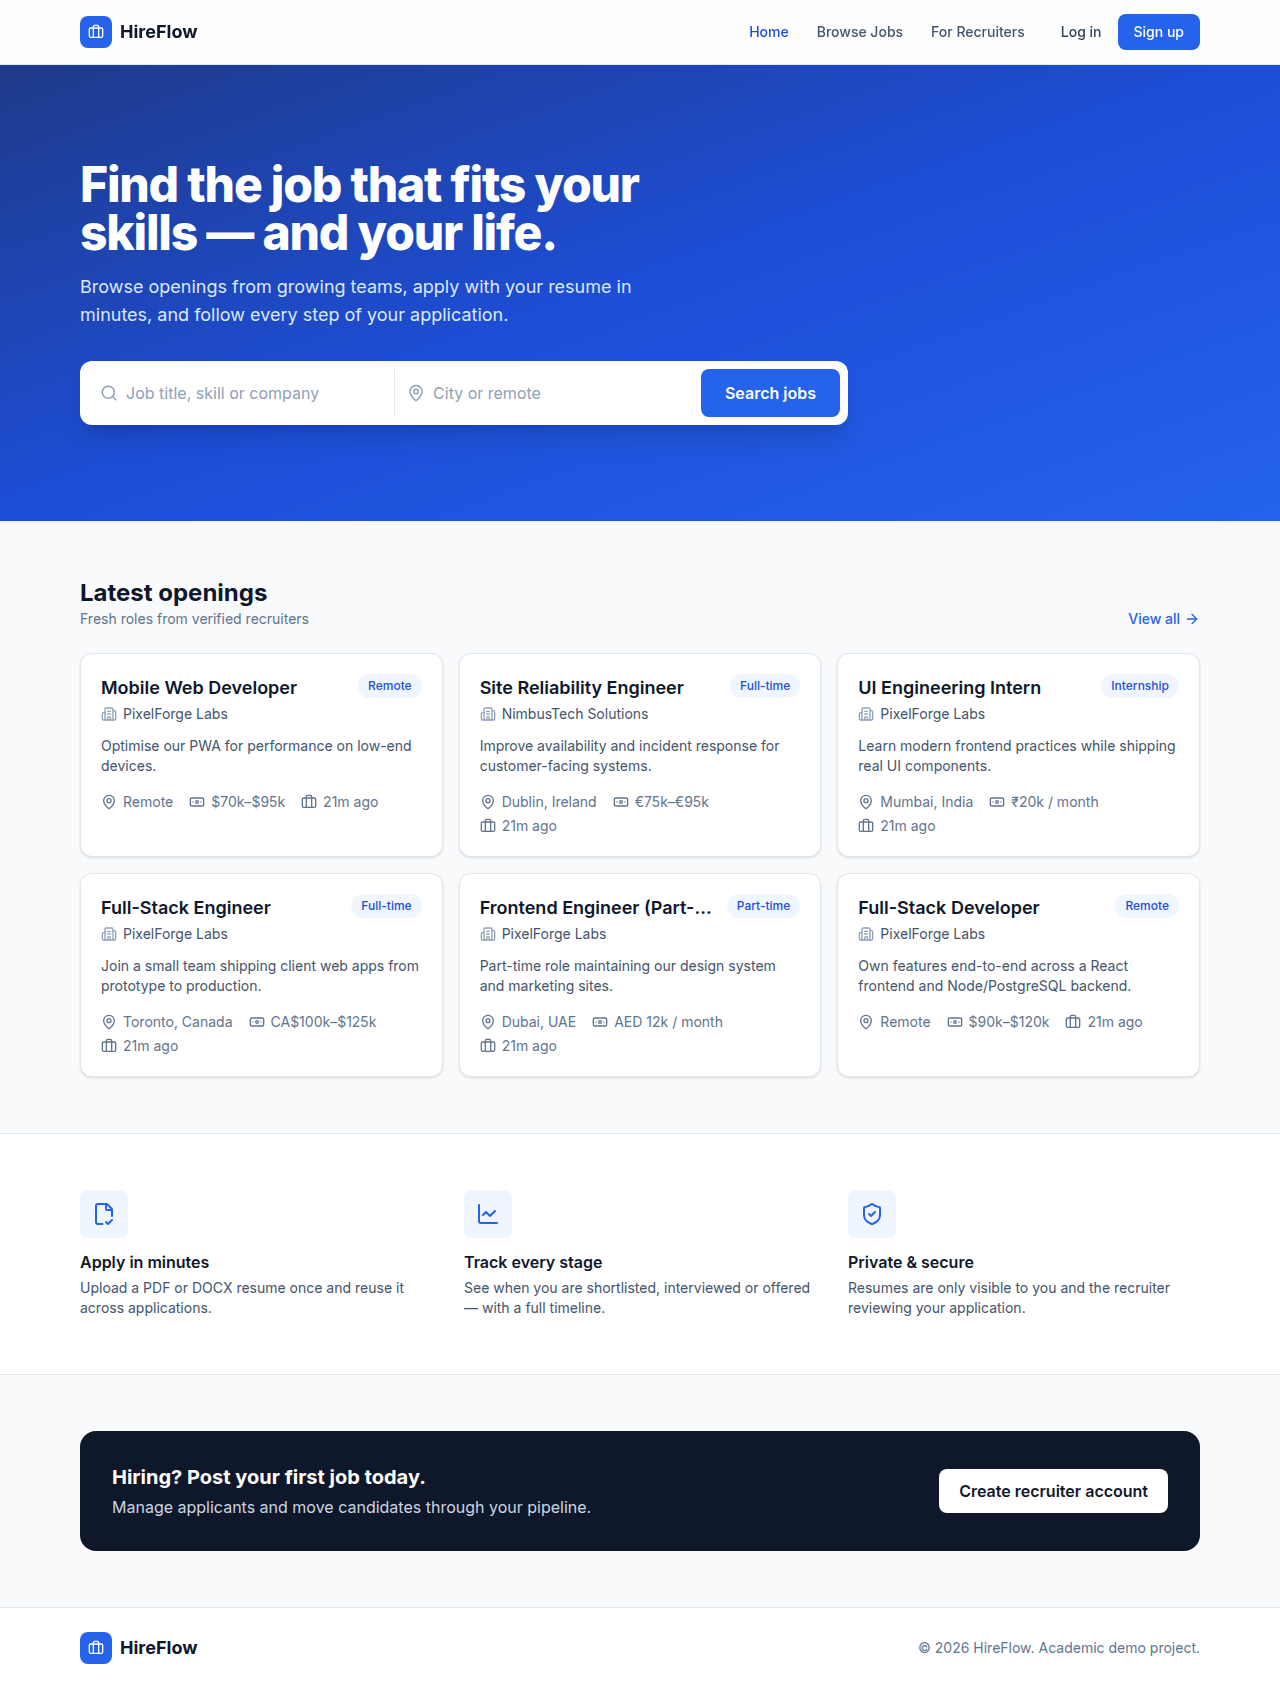 HireFlow
Home
Browse Jobs
For Recruiters
Log in
Sign up
Find the job that fits your
skills — and your life.
Browse openings from growing teams, apply with your resume in
minutes, and follow every step of your application.
Job title, skill or company
City or remote
Search jobs
Latest openings
Fresh roles from verified recruiters
View all
Mobile Web Developer
Remote
PixelForge Labs
Optimise our PWA for performance on low-end
devices.
Remote
$70k–$95k
21m ago
Site Reliability Engineer
Full-time
NimbusTech Solutions
Improve availability and incident response for
customer-facing systems.
Dublin, Ireland
€75k–€95k
21m ago
UI Engineering Intern
Internship
PixelForge Labs
Learn modern frontend practices while shipping
real UI components.
Mumbai, India
₹20k / month
21m ago
Full-Stack Engineer
Full-time
PixelForge Labs
Join a small team shipping client web apps from
prototype to production.
Toronto, Canada
CA$100k–$125k
21m ago
Frontend Engineer (Part-...
Part-time
PixelForge Labs
Part-time role maintaining our design system
and marketing sites.
Dubai, UAE
AED 12k / month
21m ago
Full-Stack Developer
Remote
PixelForge Labs
Own features end-to-end across a React
frontend and Node/PostgreSQL backend.
Remote
$90k–$120k
21m ago
Apply in minutes
Upload a PDF or DOCX resume once and reuse it
across applications.
Track every stage
See when you are shortlisted, interviewed or offered
— with a full timeline.
Private & secure
Resumes are only visible to you and the recruiter
reviewing your application.
Hiring? Post your first job today.
Manage applicants and move candidates through your pipeline.
Create recruiter account
HireFlow
© 2026 HireFlow. Academic demo project.